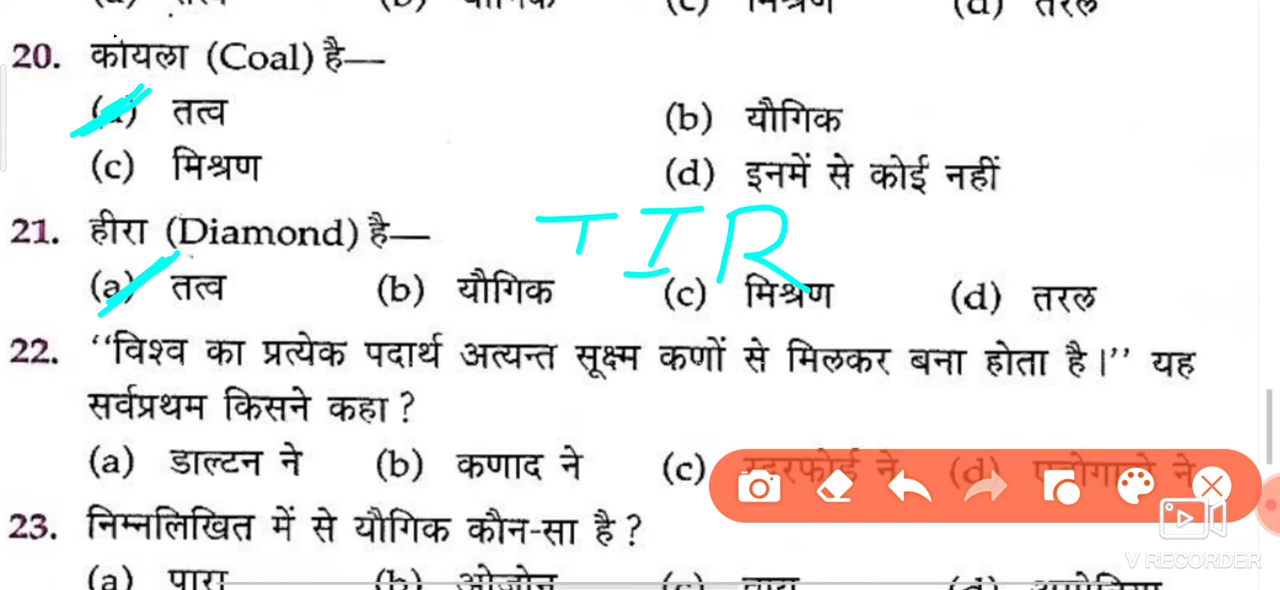 20. कोयला (Coal) है—
(a) तत्व (b) यौगिक
(c) मिश्रण (d) इनमें से कोई नहीं
TIR
21. हीरा (Diamond) है—
(a) तत्व (b) यौगिक (c) मिश्रण (d) तरल
22. “विश्व का प्रत्येक पदार्थ अत्यन्त सूक्ष्म कणों से मिलकर बना होता है।” यह
सर्वप्रथम किसने कहा ?
(a) डाल्टन ने (b) कणाद ने (c) ने (d) ने
23. निम्नलिखित में से यौगिक कौन-सा है ?
(a) पारा (b) ओजोन
V RECORDER